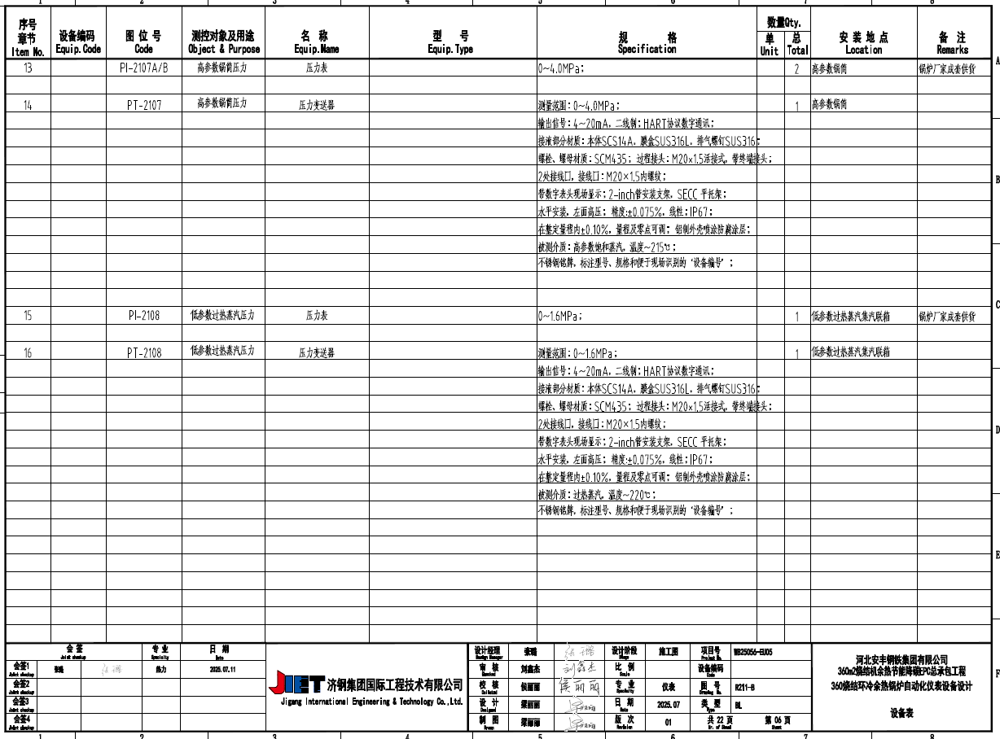 1 2 3 4 5 6 7 8
序号 章节 Item No.
设备编码 Equip.Code
图 位 号 Code
测控对象及用途 Object & Purpose
名 称 Equip.Name
型 号 Equip.Type
规 格 Specification
数量Qty.
单 Unit
总 Total
安 装 地 点 Location
备 注 Remarks
A
13 PI-2107A/B 高参数锅筒压力 压力表 0~4.0MPa; 2 高参数锅筒 锅炉厂家成套供货
14 PT-2107 高参数锅筒压力 压力变送器 测量范围:0~4.0MPa; 1 高参数锅筒
输出信号:4~20mA,二线制;HART协议数字通讯;
接液部分材质:本体SCS14A,膜盒SUS316L,排气螺钉SUS316;
螺栓、螺母材质:SCM435;过程接头:M20×1.5活接式,带终端接头;
B
2处接线口,接线口:M20×1.5内螺纹;
带数字表头现场显示;2-inch管安装支架,SECC 平托架;
水平安装,左面高压;精度:±0.075%,线性;IP67;
在整定量程内±0.10%,量程及零点可调;铝制外壳喷涂防腐涂层;
被测介质:高参数饱和蒸汽,温度~215℃;
不锈钢铭牌,标注型号、规格和便于现场识别的‘设备编号’;
C
15 PI-2108 低参数过热蒸汽压力 压力表 0~1.6MPa; 1 低参数过热蒸汽集汽联箱 锅炉厂家成套供货
16 PT-2108 低参数过热蒸汽压力 压力变送器 测量范围:0~1.6MPa; 1 低参数过热蒸汽集汽联箱
输出信号:4~20mA,二线制;HART协议数字通讯;
接液部分材质:本体SCS14A,膜盒SUS316L,排气螺钉SUS316;
螺栓、螺母材质:SCM435;过程接头:M20×1.5活接式,带终端接头;
2处接线口,接线口:M20×1.5内螺纹;
D
带数字表头现场显示;2-inch管安装支架,SECC 平托架;
水平安装,左面高压;精度:±0.075%,线性;IP67;
在整定量程内±0.10%,量程及零点可调;铝制外壳喷涂防腐涂层;
被测介质:过热蒸汽,温度~220℃;
不锈钢铭牌,标注型号、规格和便于现场识别的‘设备编号’;
E
会 签 Joint checkup
专 业 Specialty
日 期 Date
会签1 Joint checkup 张璐 张璐 热力 2025.07.11
会签2 Joint checkup
会签3 Joint checkup
会签4 Joint checkup
JIET 济钢集团国际工程技术有限公司
Jigang International Engineering & Technology Co.,Ltd.
设计经理 Design Manager 张璐 张璐 设计阶段 Stage 施工图 项目号 Project No. WB25056-EU05
审 核 Checked 刘鑫杰 刘鑫杰 比 例 Scale 设备编码 Code
校 核 侯丽丽 侯丽丽 专 业 Specialty 仪表 图 号 Drawing No. R211-B
设 计 Designed 梁丽丽 日 期 Date 2025.07 类 型 Type BL
制 图 Drawn 梁丽丽 版 次 Revision 01 共 22 页 第 06 页 Sheet
河北安丰钢铁集团有限公司
360m2烧结机余热节能降碳EPC总承包工程
360烧结环冷余热锅炉自动化仪表设备设计
设备表
F
1 2 3 4 5 6 7 8